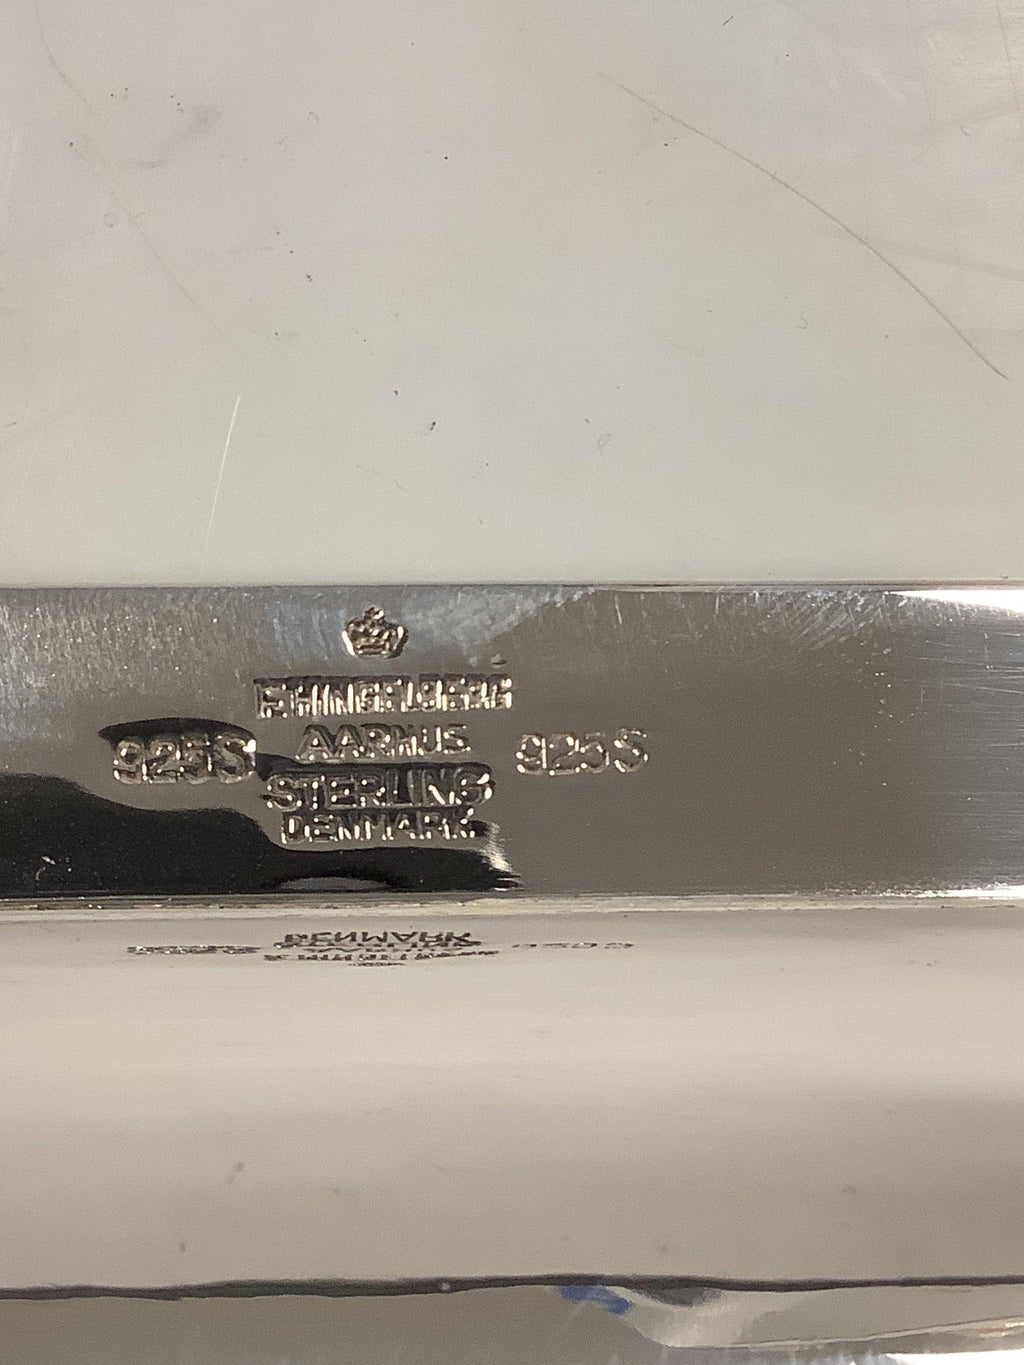 F. HINGELBERG
925S AARHUS 925S
STERLING
DENMARK